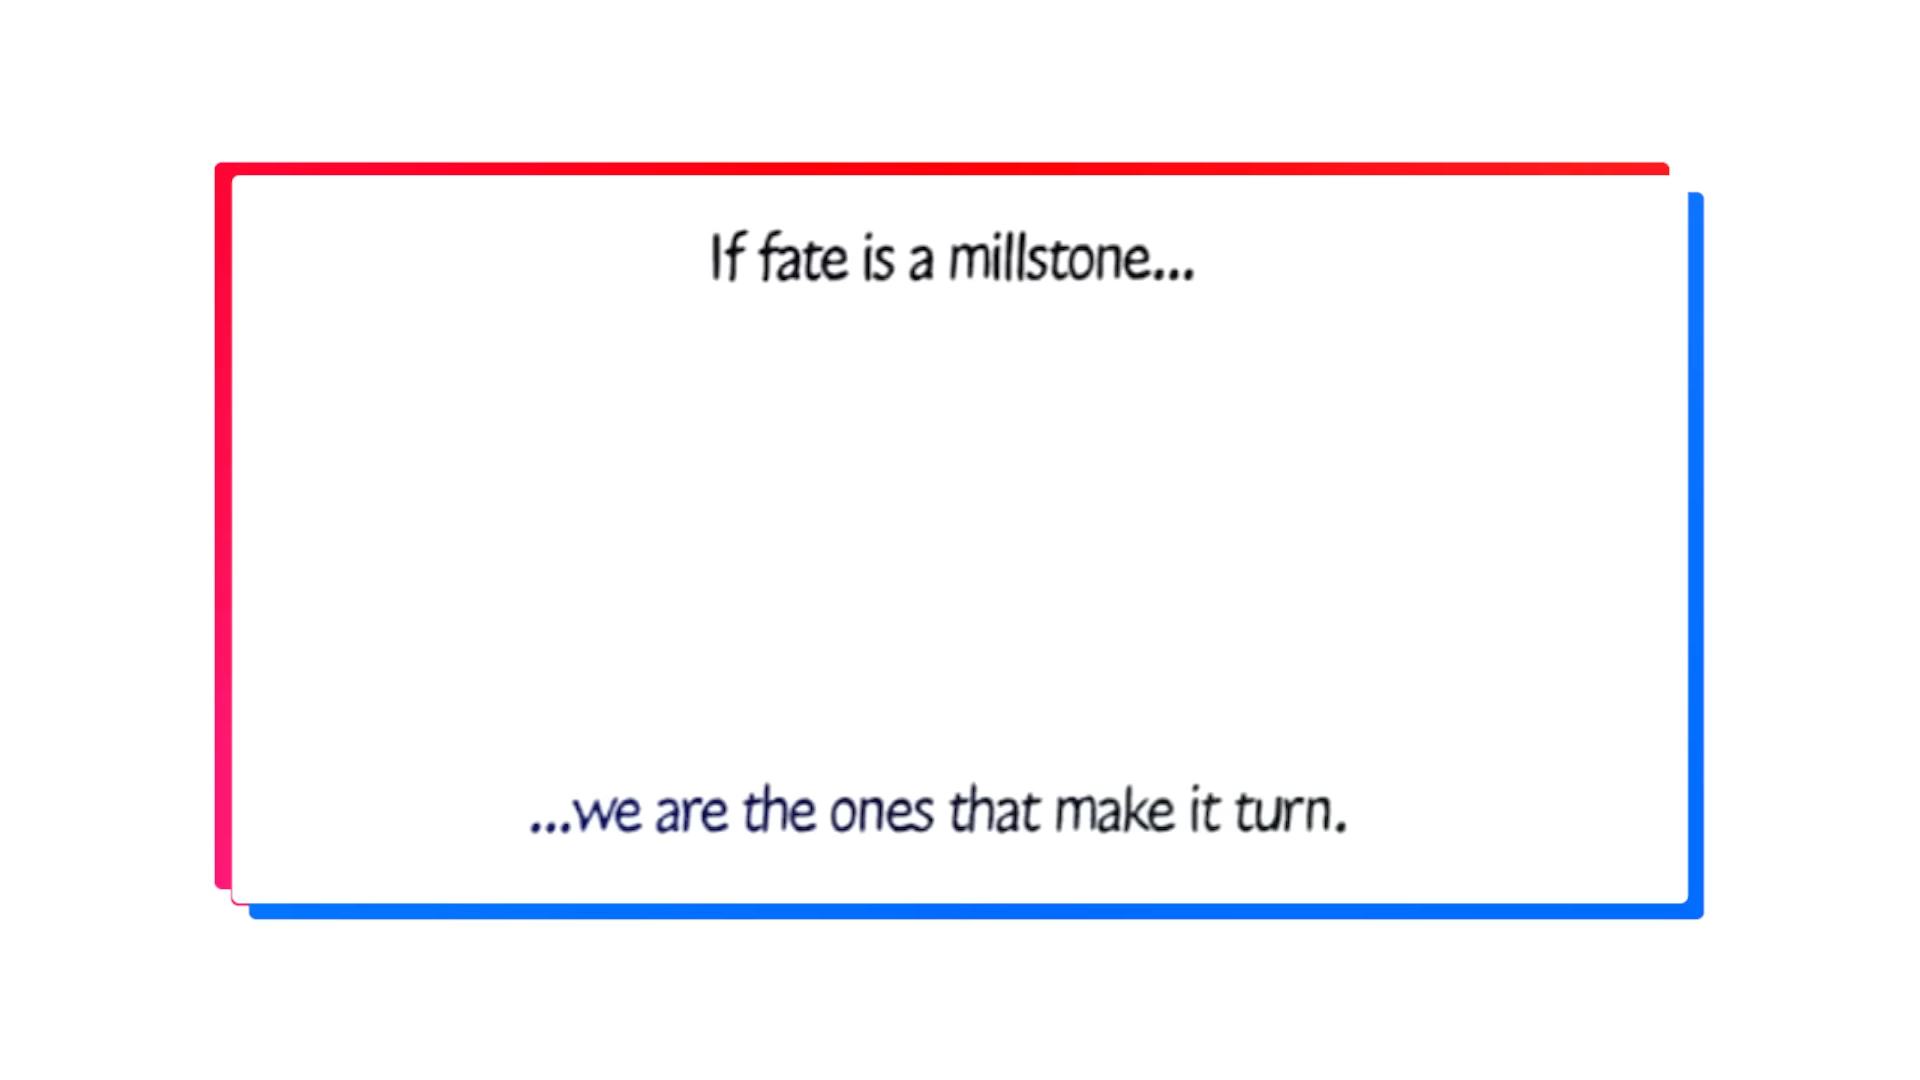 If fate is a millstone...
...we are the ones that make it turn.